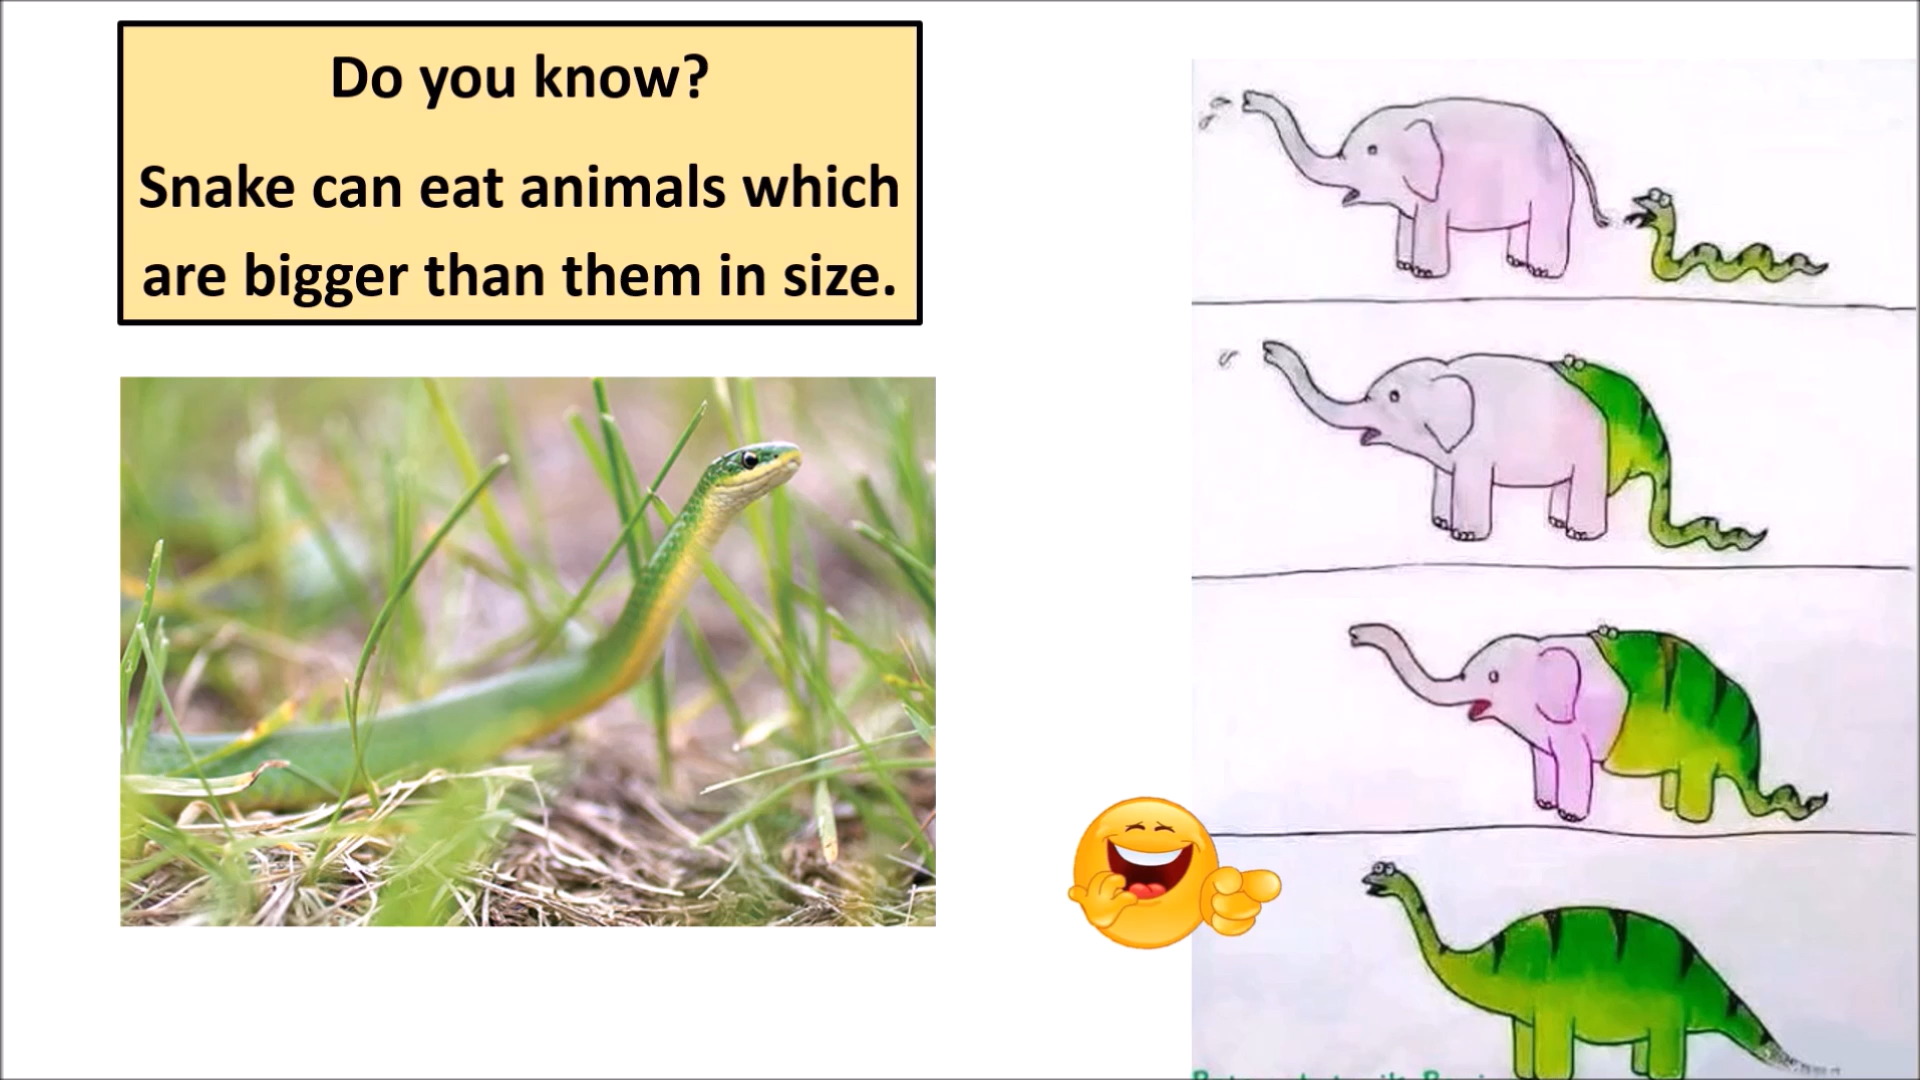 Do you know?
Snake can eat animals which
are bigger than them in size.